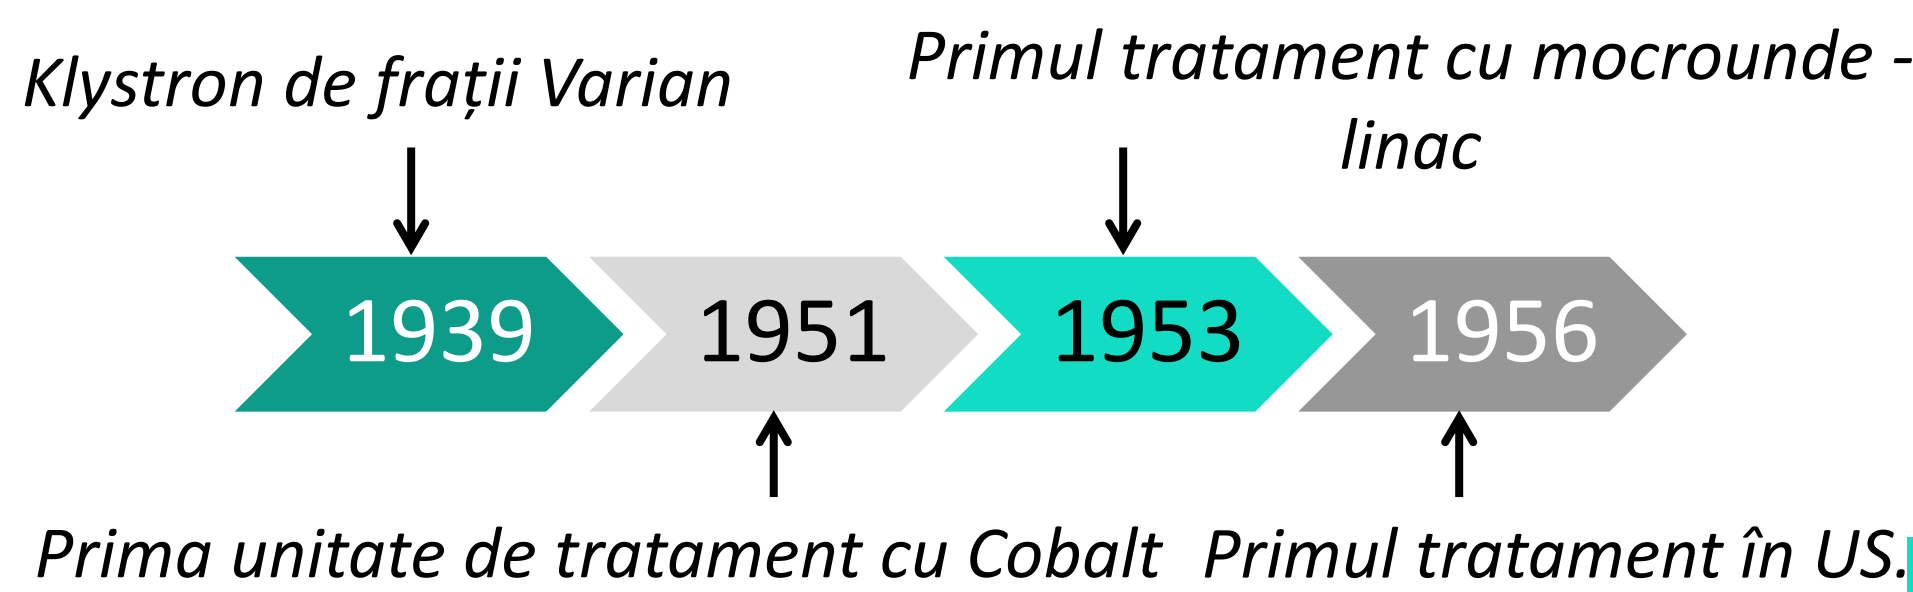 Klystron de frații Varian
Primul tratament cu mocrounde -
linac
1939
1951
1953
1956
Prima unitate de tratament cu Cobalt
Primul tratament în US.